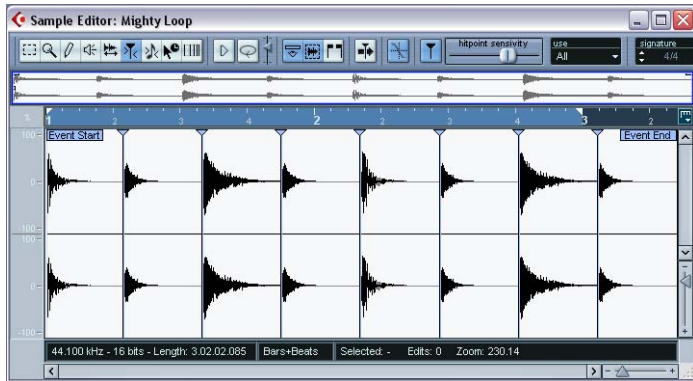 Sample Editor: Mighty Loop
hitpoint sensivity
use
All
signature
4/4
1 2 3 4 2 2 3 4 3 2
Event Start
Event End
100
0
-100
100
0
-100
44.100 kHz - 16 bits - Length: 3.02.02.085
Bars+Beats
Selected: -
Edits: 0
Zoom: 230.14